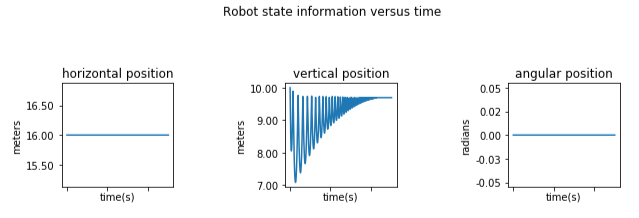 Robot state information versus time
horizontal position
meters
16.50
16.00
15.50
time(s)
vertical position
meters
10.00
9.00
8.00
7.00
time(s)
angular position
radians
0.05
0.02
0.00
-0.03
-0.05
time(s)